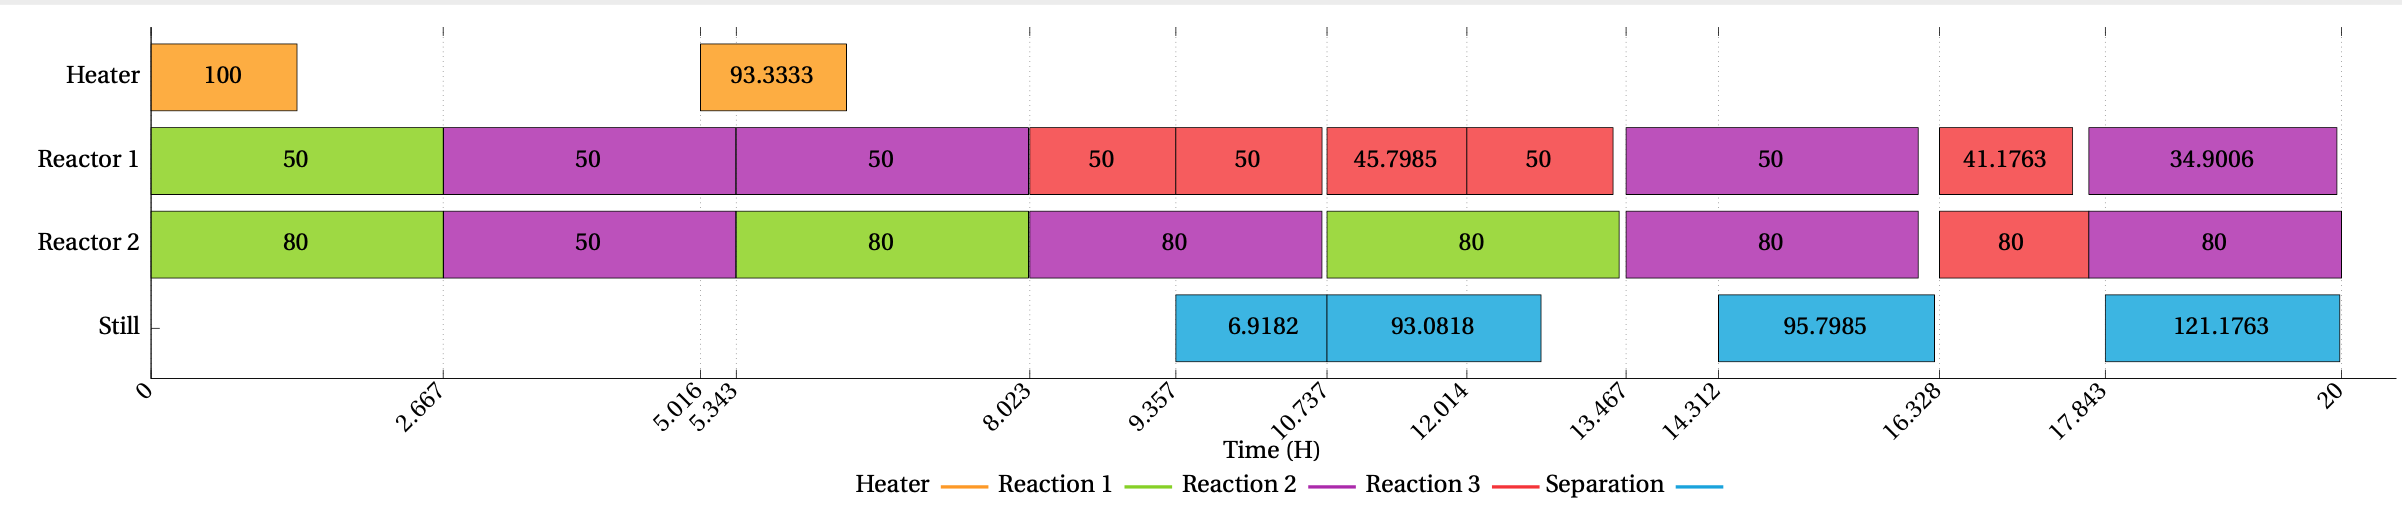 Heater 100 93.3333
Reactor 1 50 50 50 50 50 45.7985 50 50 41.1763 34.9006
Reactor 2 80 50 80 80 80 80 80 80
Still 6.9182 93.0818 95.7985 121.1763
0 2.667 5.016 5.343 8.023 9.357 10.737 12.014 13.467 14.312 16.328 17.843 20
Time (H)
Heater Reaction 1 Reaction 2 Reaction 3 Separation